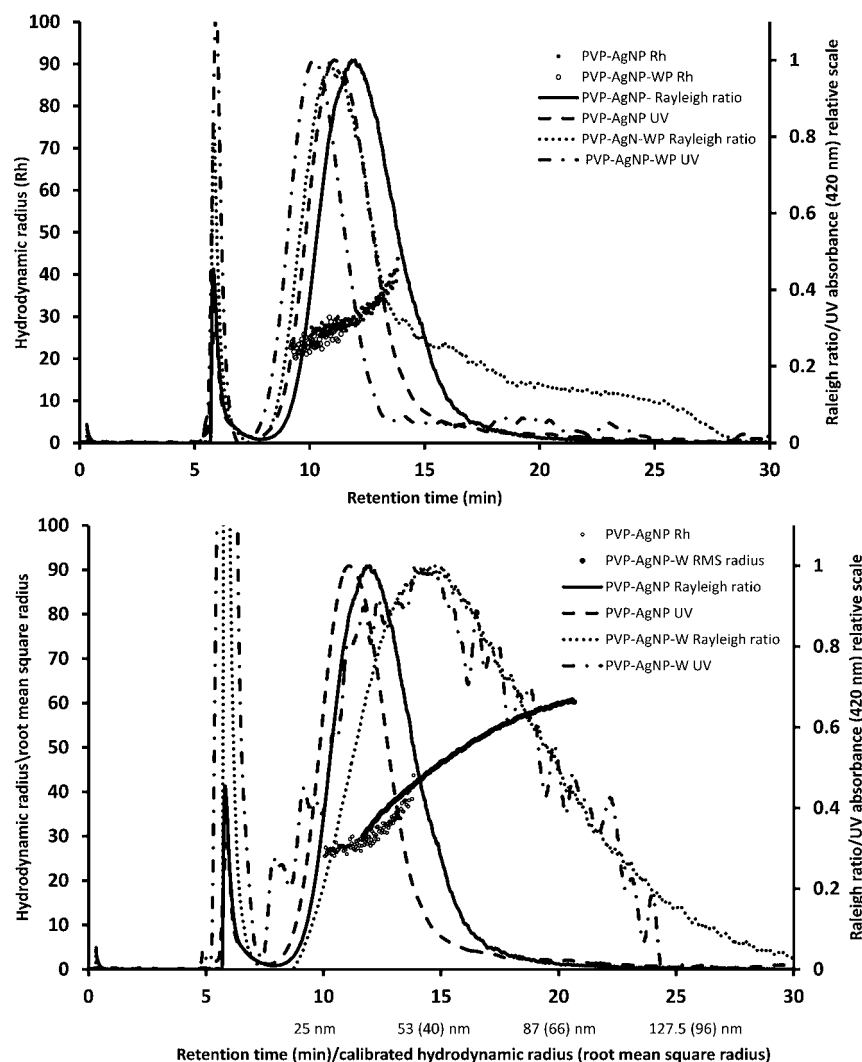 100
90
80
70
60
50
40
30
20
10
0
Hydrodynamic radius (Rh)
PVP-AgNP Rh
PVP-AgNP-WP Rh
PVP-AgNP- Rayleigh ratio
PVP-AgNP UV
PVP-AgN-WP Rayleigh ratio
PVP-AgNP-WP UV
1
0.8
0.6
0.4
0.2
0
Raleigh ratio/UV absorbance (420 nm) relative scale
0 5 10 15 20 25 30
Retention time (min)
100
90
80
70
60
50
40
30
20
10
0
Hydrodynamic radius\root mean square radius
PVP-AgNP Rh
PVP-AgNP-W RMS radius
PVP-AgNP Rayleigh ratio
PVP-AgNP UV
PVP-AgNP-W Rayleigh ratio
PVP-AgNP-W UV
1
0.8
0.6
0.4
0.2
0
Raleigh ratio/UV absorbance (420 nm) relative scale
0 5 10 15 20 25 30
25 nm 53 (40) nm 87 (66) nm 127.5 (96) nm
Retention time (min)/calibrated hydrodynamic radius (root mean square radius)